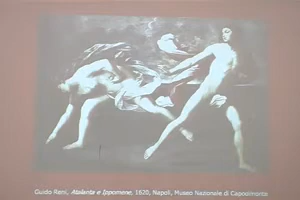 Guido Reni, Atalanta e Ippomene, 1620, Napoli, Museo Nazionale di Capodimonte